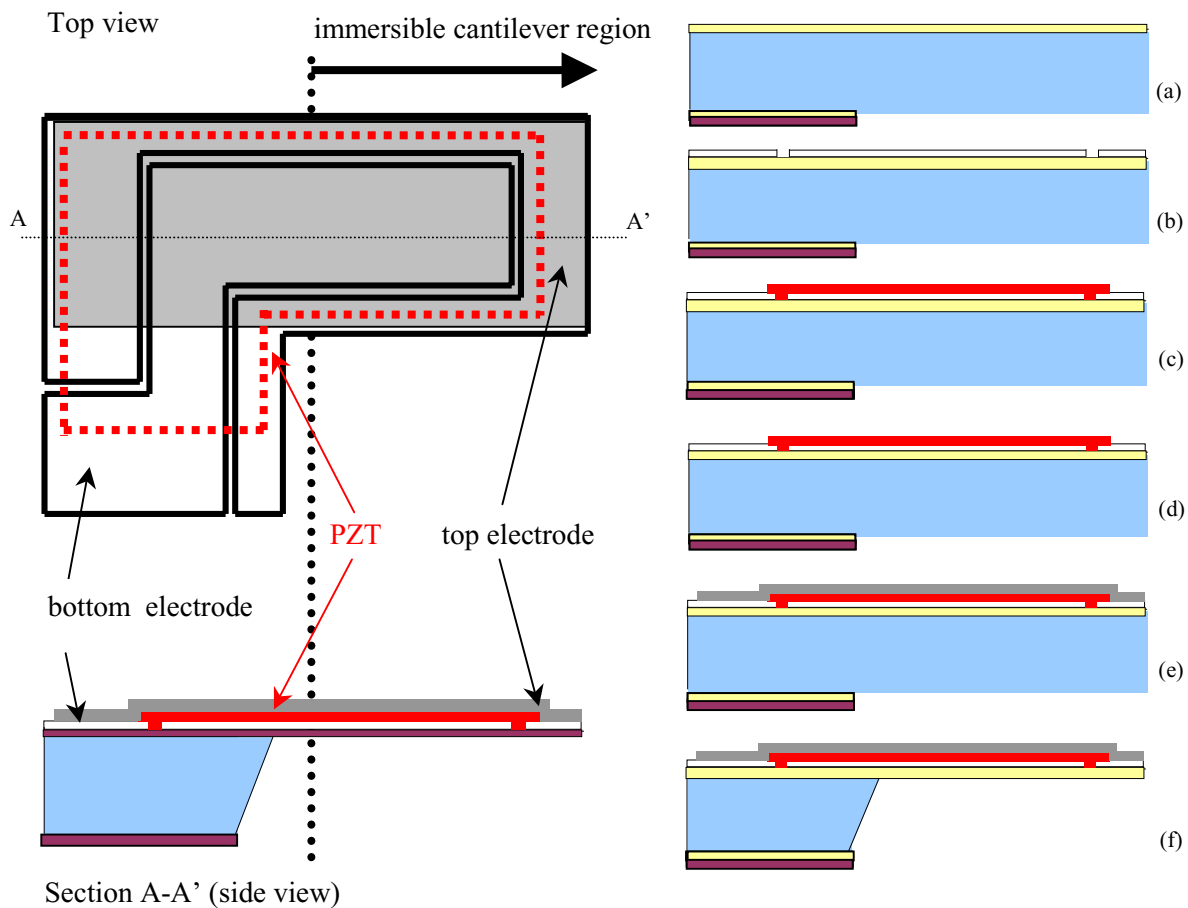 Top view
immersible cantilever region
A
A'
PZT
top electrode
bottom electrode
Section A-A' (side view)
(a)
(b)
(c)
(d)
(e)
(f)